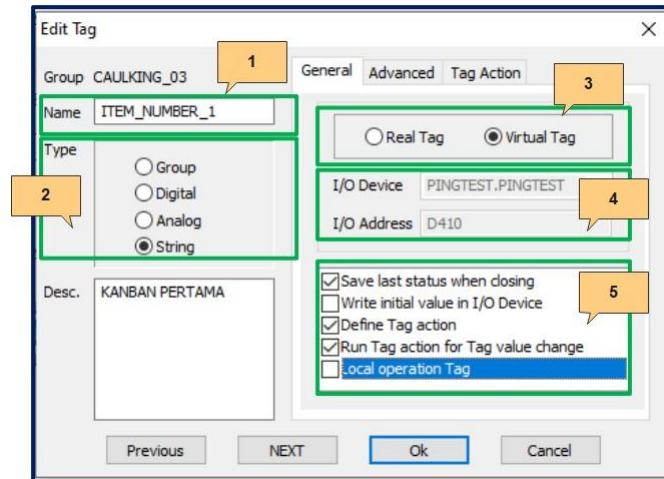 Edit Tag
1
Group CAULKING_03
General Advanced Tag Action
3
Name ITEM_NUMBER_1
Real Tag Virtual Tag
Type
Group
Digital
Analog
String
2
I/O Device PINGTEST.PINGTEST
4
I/O Address D410
Desc. KANBAN PERTAMA
Save last status when closing
5
Write initial value in I/O Device
Define Tag action
Run Tag action for Tag value change
Local operation Tag
Previous NEXT Ok Cancel